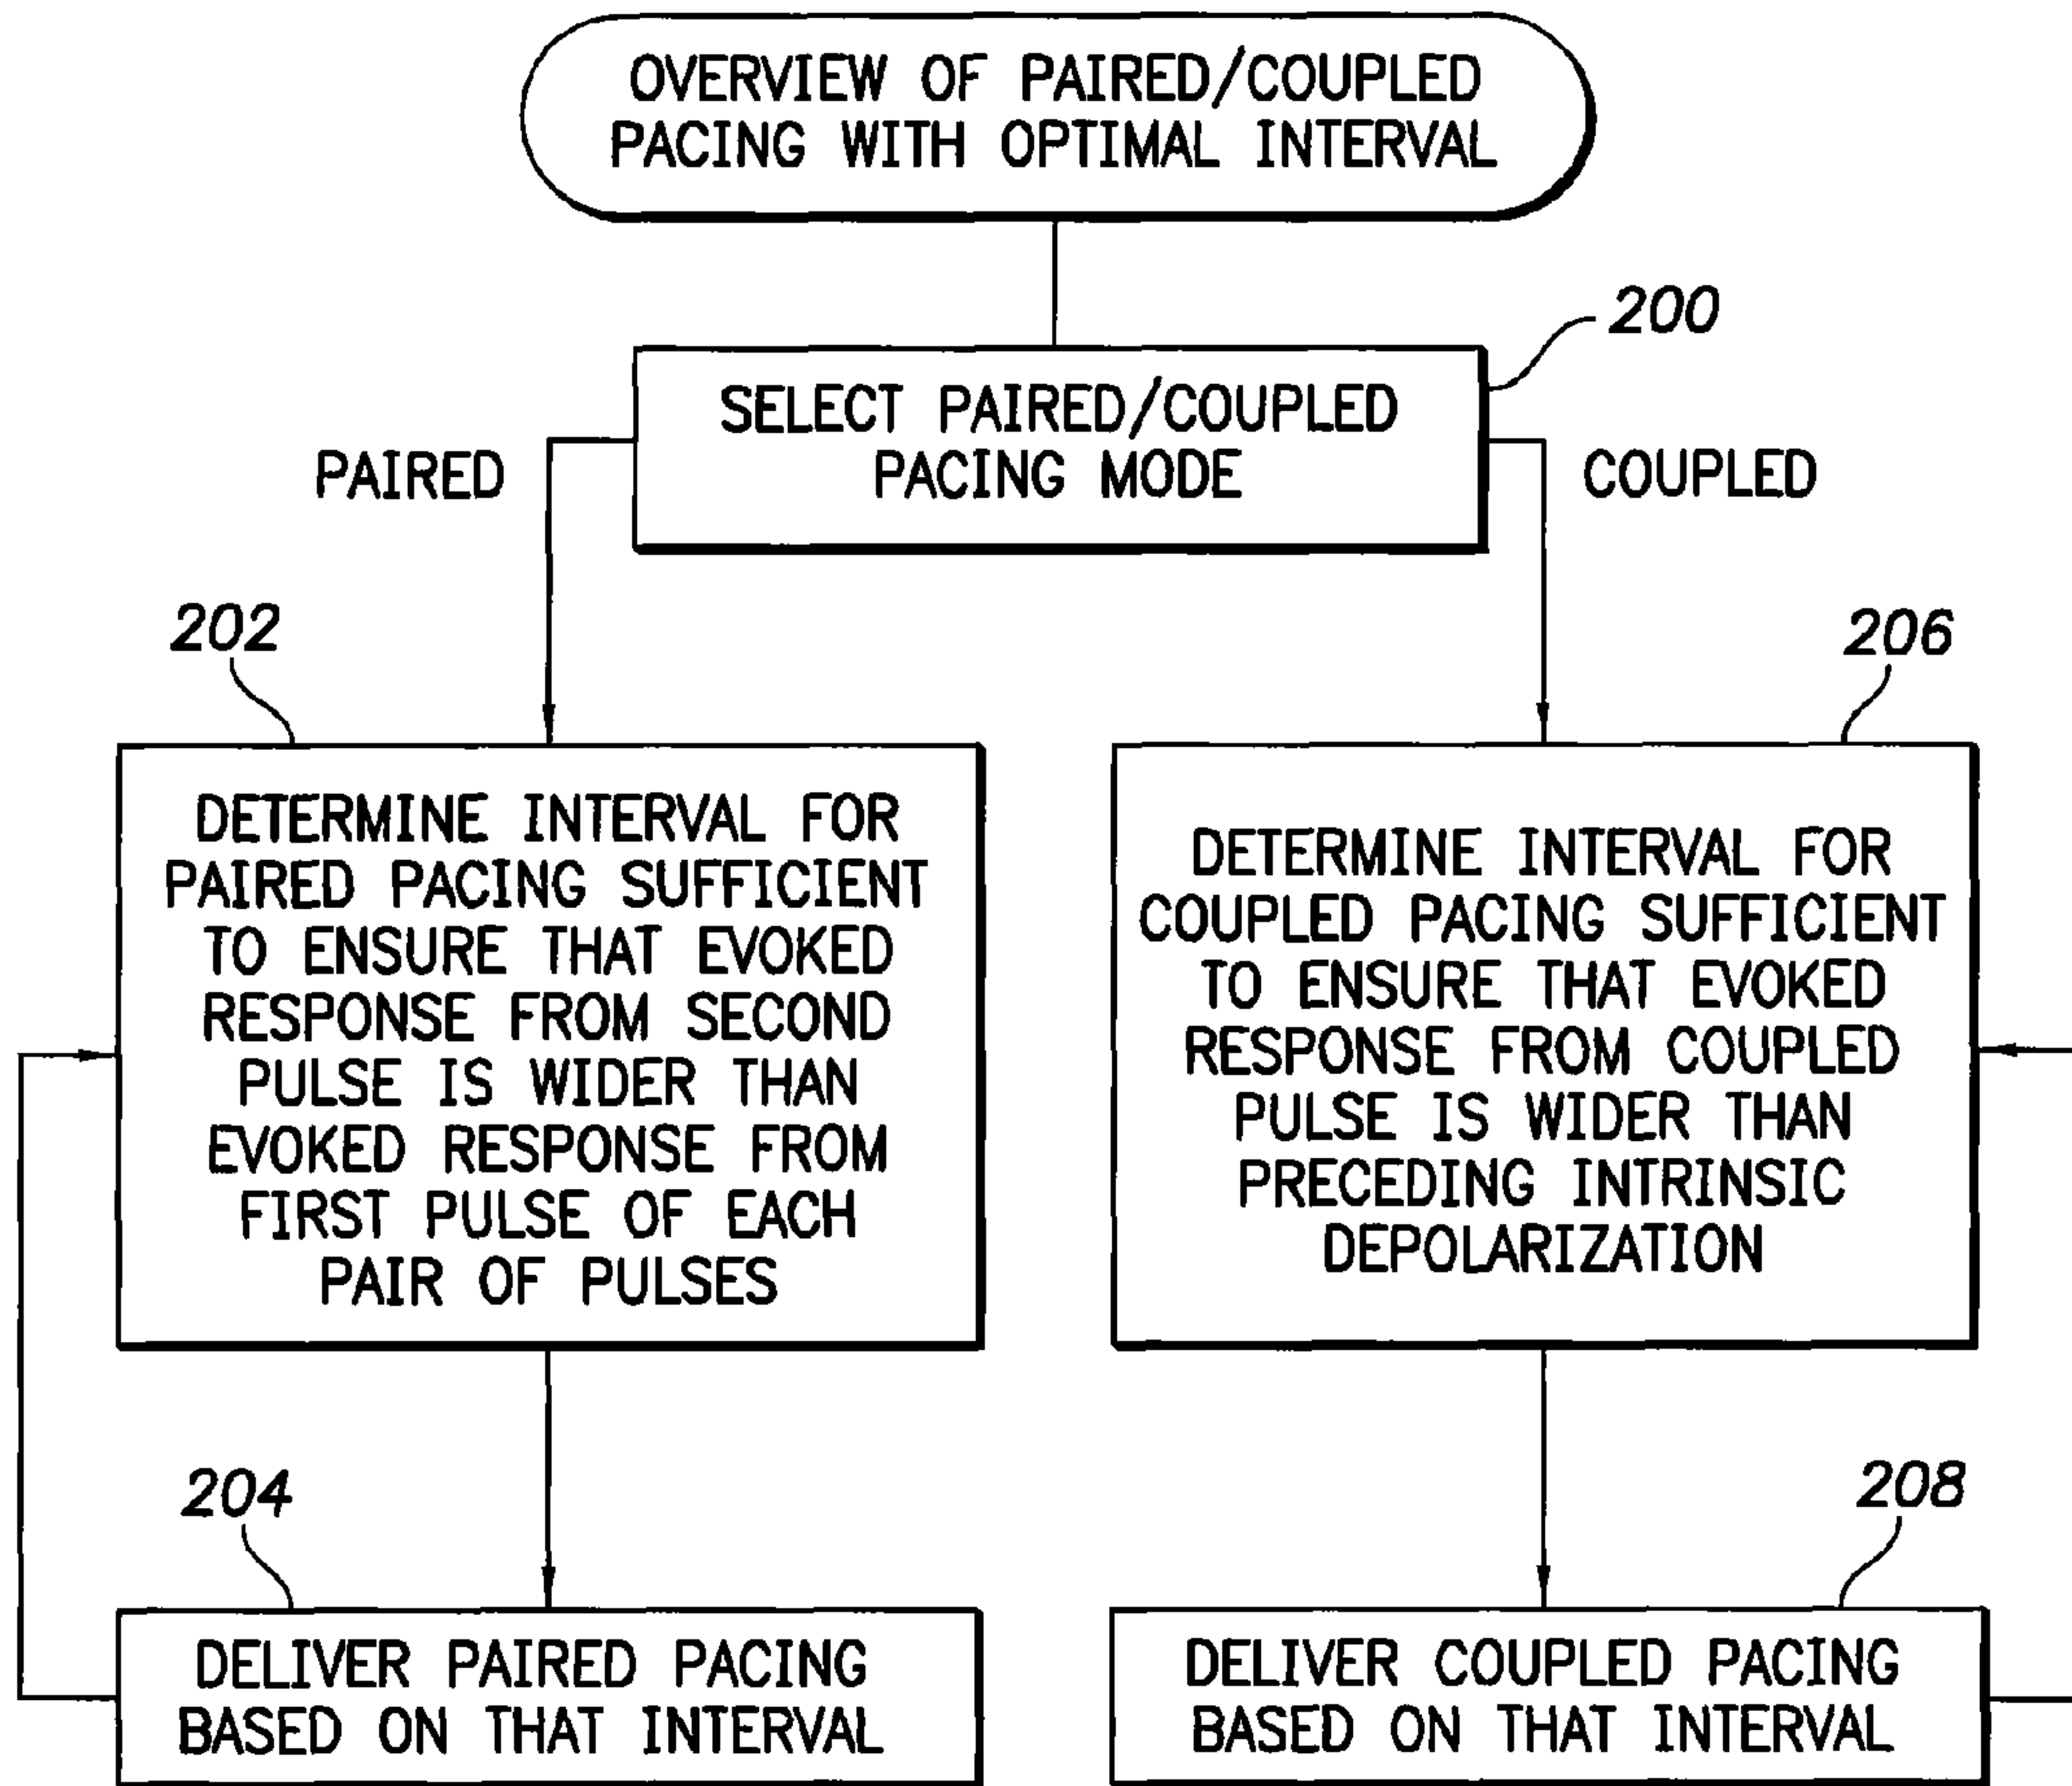 OVERVIEW OF PAIRED/COUPLED
PACING WITH OPTIMAL INTERVAL
200
SELECT PAIRED/COUPLED
PACING MODE
PAIRED
COUPLED
202
DETERMINE INTERVAL FOR
PAIRED PACING SUFFICIENT
TO ENSURE THAT EVOKED
RESPONSE FROM SECOND
PULSE IS WIDER THAN
EVOKED RESPONSE FROM
FIRST PULSE OF EACH
PAIR OF PULSES
206
DETERMINE INTERVAL FOR
COUPLED PACING SUFFICIENT
TO ENSURE THAT EVOKED
RESPONSE FROM COUPLED
PULSE IS WIDER THAN
PRECEDING INTRINSIC
DEPOLARIZATION
204
DELIVER PAIRED PACING
BASED ON THAT INTERVAL
208
DELIVER COUPLED PACING
BASED ON THAT INTERVAL